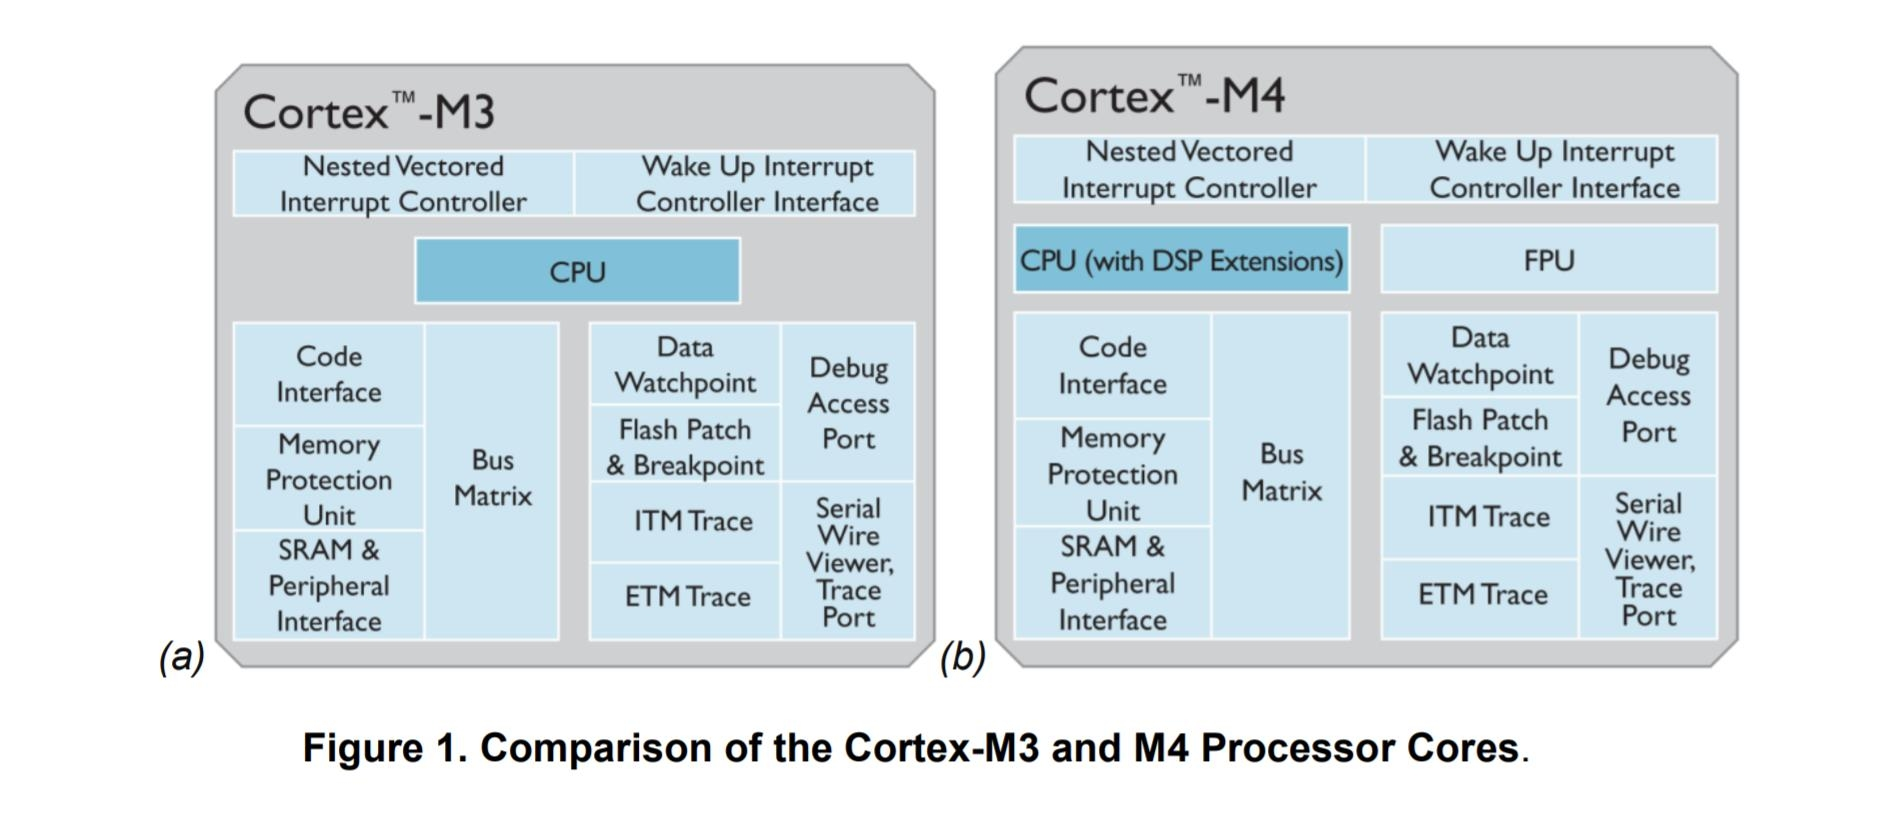 Cortex™-M3
Nested Vectored
Interrupt Controller
Wake Up Interrupt
Controller Interface
CPU
Code
Interface
Memory
Protection
Unit
SRAM &
Peripheral
Interface
Bus
Matrix
Data
Watchpoint
Flash Patch
& Breakpoint
ITM Trace
ETM Trace
Debug
Access
Port
Serial
Wire
Viewer,
Trace
Port
(a)
Cortex™-M4
Nested Vectored
Interrupt Controller
Wake Up Interrupt
Controller Interface
CPU (with DSP Extensions)
FPU
Code
Interface
Memory
Protection
Unit
SRAM &
Peripheral
Interface
Bus
Matrix
Data
Watchpoint
Flash Patch
& Breakpoint
ITM Trace
ETM Trace
Debug
Access
Port
Serial
Wire
Viewer,
Trace
Port
(b)
Figure 1. Comparison of the Cortex-M3 and M4 Processor Cores.